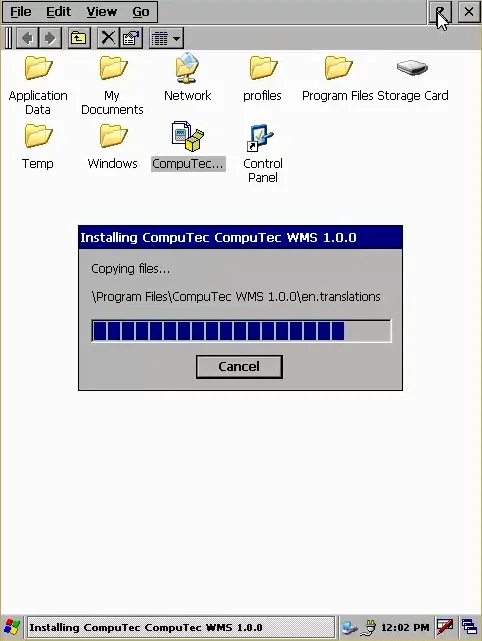 File Edit View Go
Application Data
My Documents
Network
profiles
Program Files
Storage Card
Temp
Windows
CompuTec...
Control Panel
Installing CompuTec CompuTec WMS 1.0.0
Copying files...
\Program Files\CompuTec WMS 1.0.0\en.translations
Cancel
Installing CompuTec CompuTec WMS 1.0.0
12:02 PM